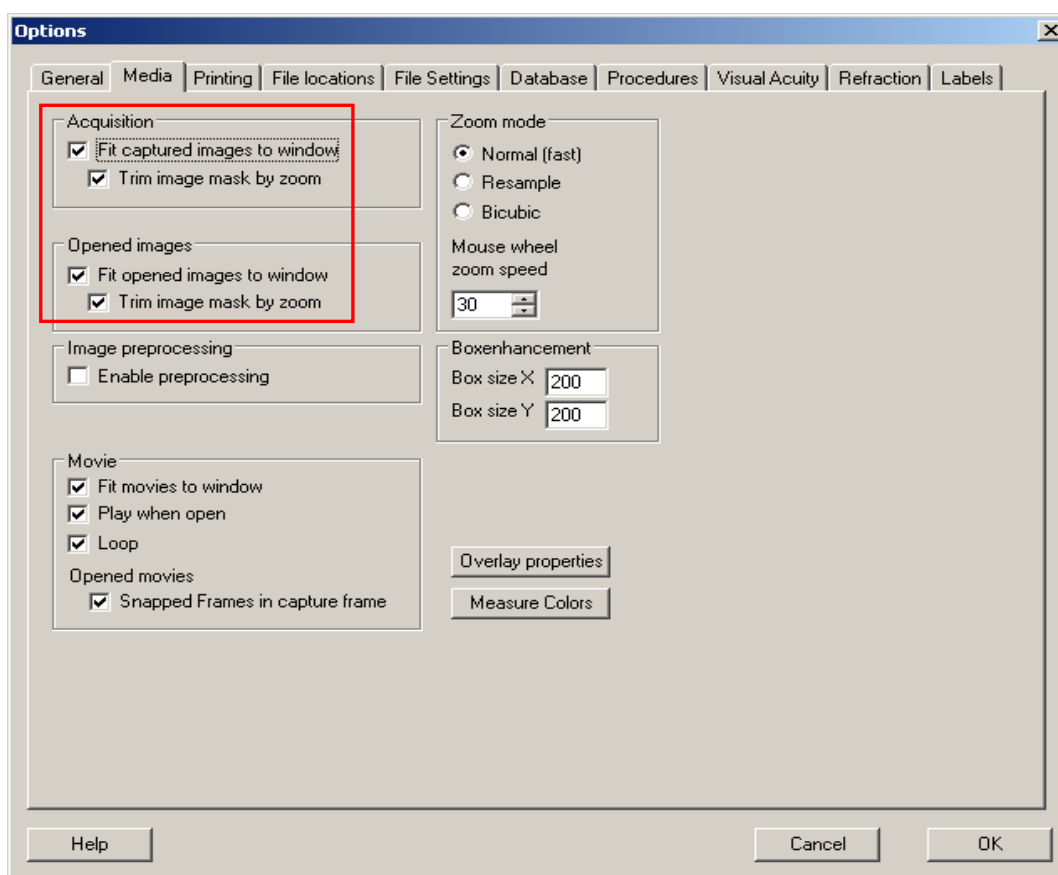 Options
General Media Printing File locations File Settings Database Procedures Visual Acuity Refraction Labels
Acquisition
Fit captured images to window
Trim image mask by zoom
Opened images
Fit opened images to window
Trim image mask by zoom
Image preprocessing
Enable preprocessing
Movie
Fit movies to window
Play when open
Loop
Opened movies
Snapped Frames in capture frame
Zoom mode
Normal (fast)
Resample
Bicubic
Mouse wheel
zoom speed
30
Boxenhancement
Box size X 200
Box size Y 200
Overlay properties
Measure Colors
Help Cancel OK